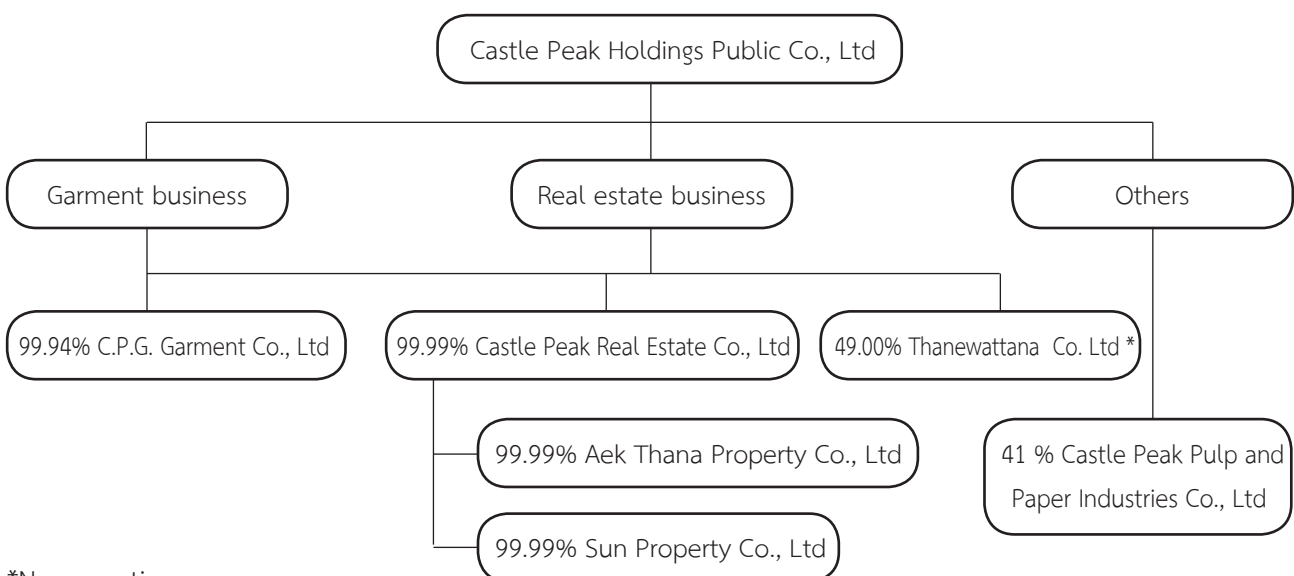 Castle Peak Holdings Public Co., Ltd
Garment business
Real estate business
Others
99.94% C.P.G. Garment Co., Ltd
99.99% Castle Peak Real Estate Co., Ltd
49.00% Thanewattana Co. Ltd *
99.99% Aek Thana Property Co., Ltd
41 % Castle Peak Pulp and
Paper Industries Co., Ltd
99.99% Sun Property Co., Ltd